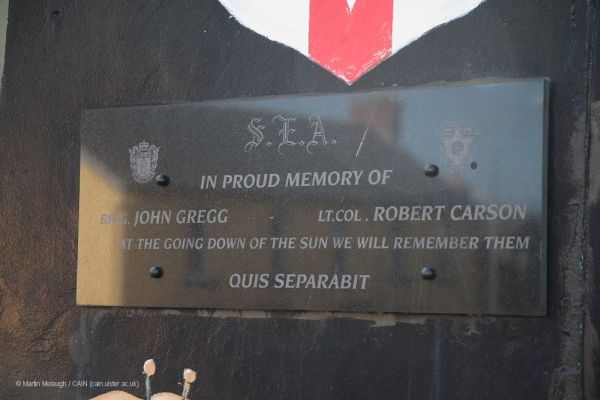 S.E.A.
IN PROUD MEMORY OF
BRIG. JOHN GREGG - LT.COL. ROBERT CARSON
AT THE GOING DOWN OF THE SUN WE WILL REMEMBER THEM
QUIS SEPARABIT
© Martin Melaugh / CAIN (cain.ulster.ac.uk)